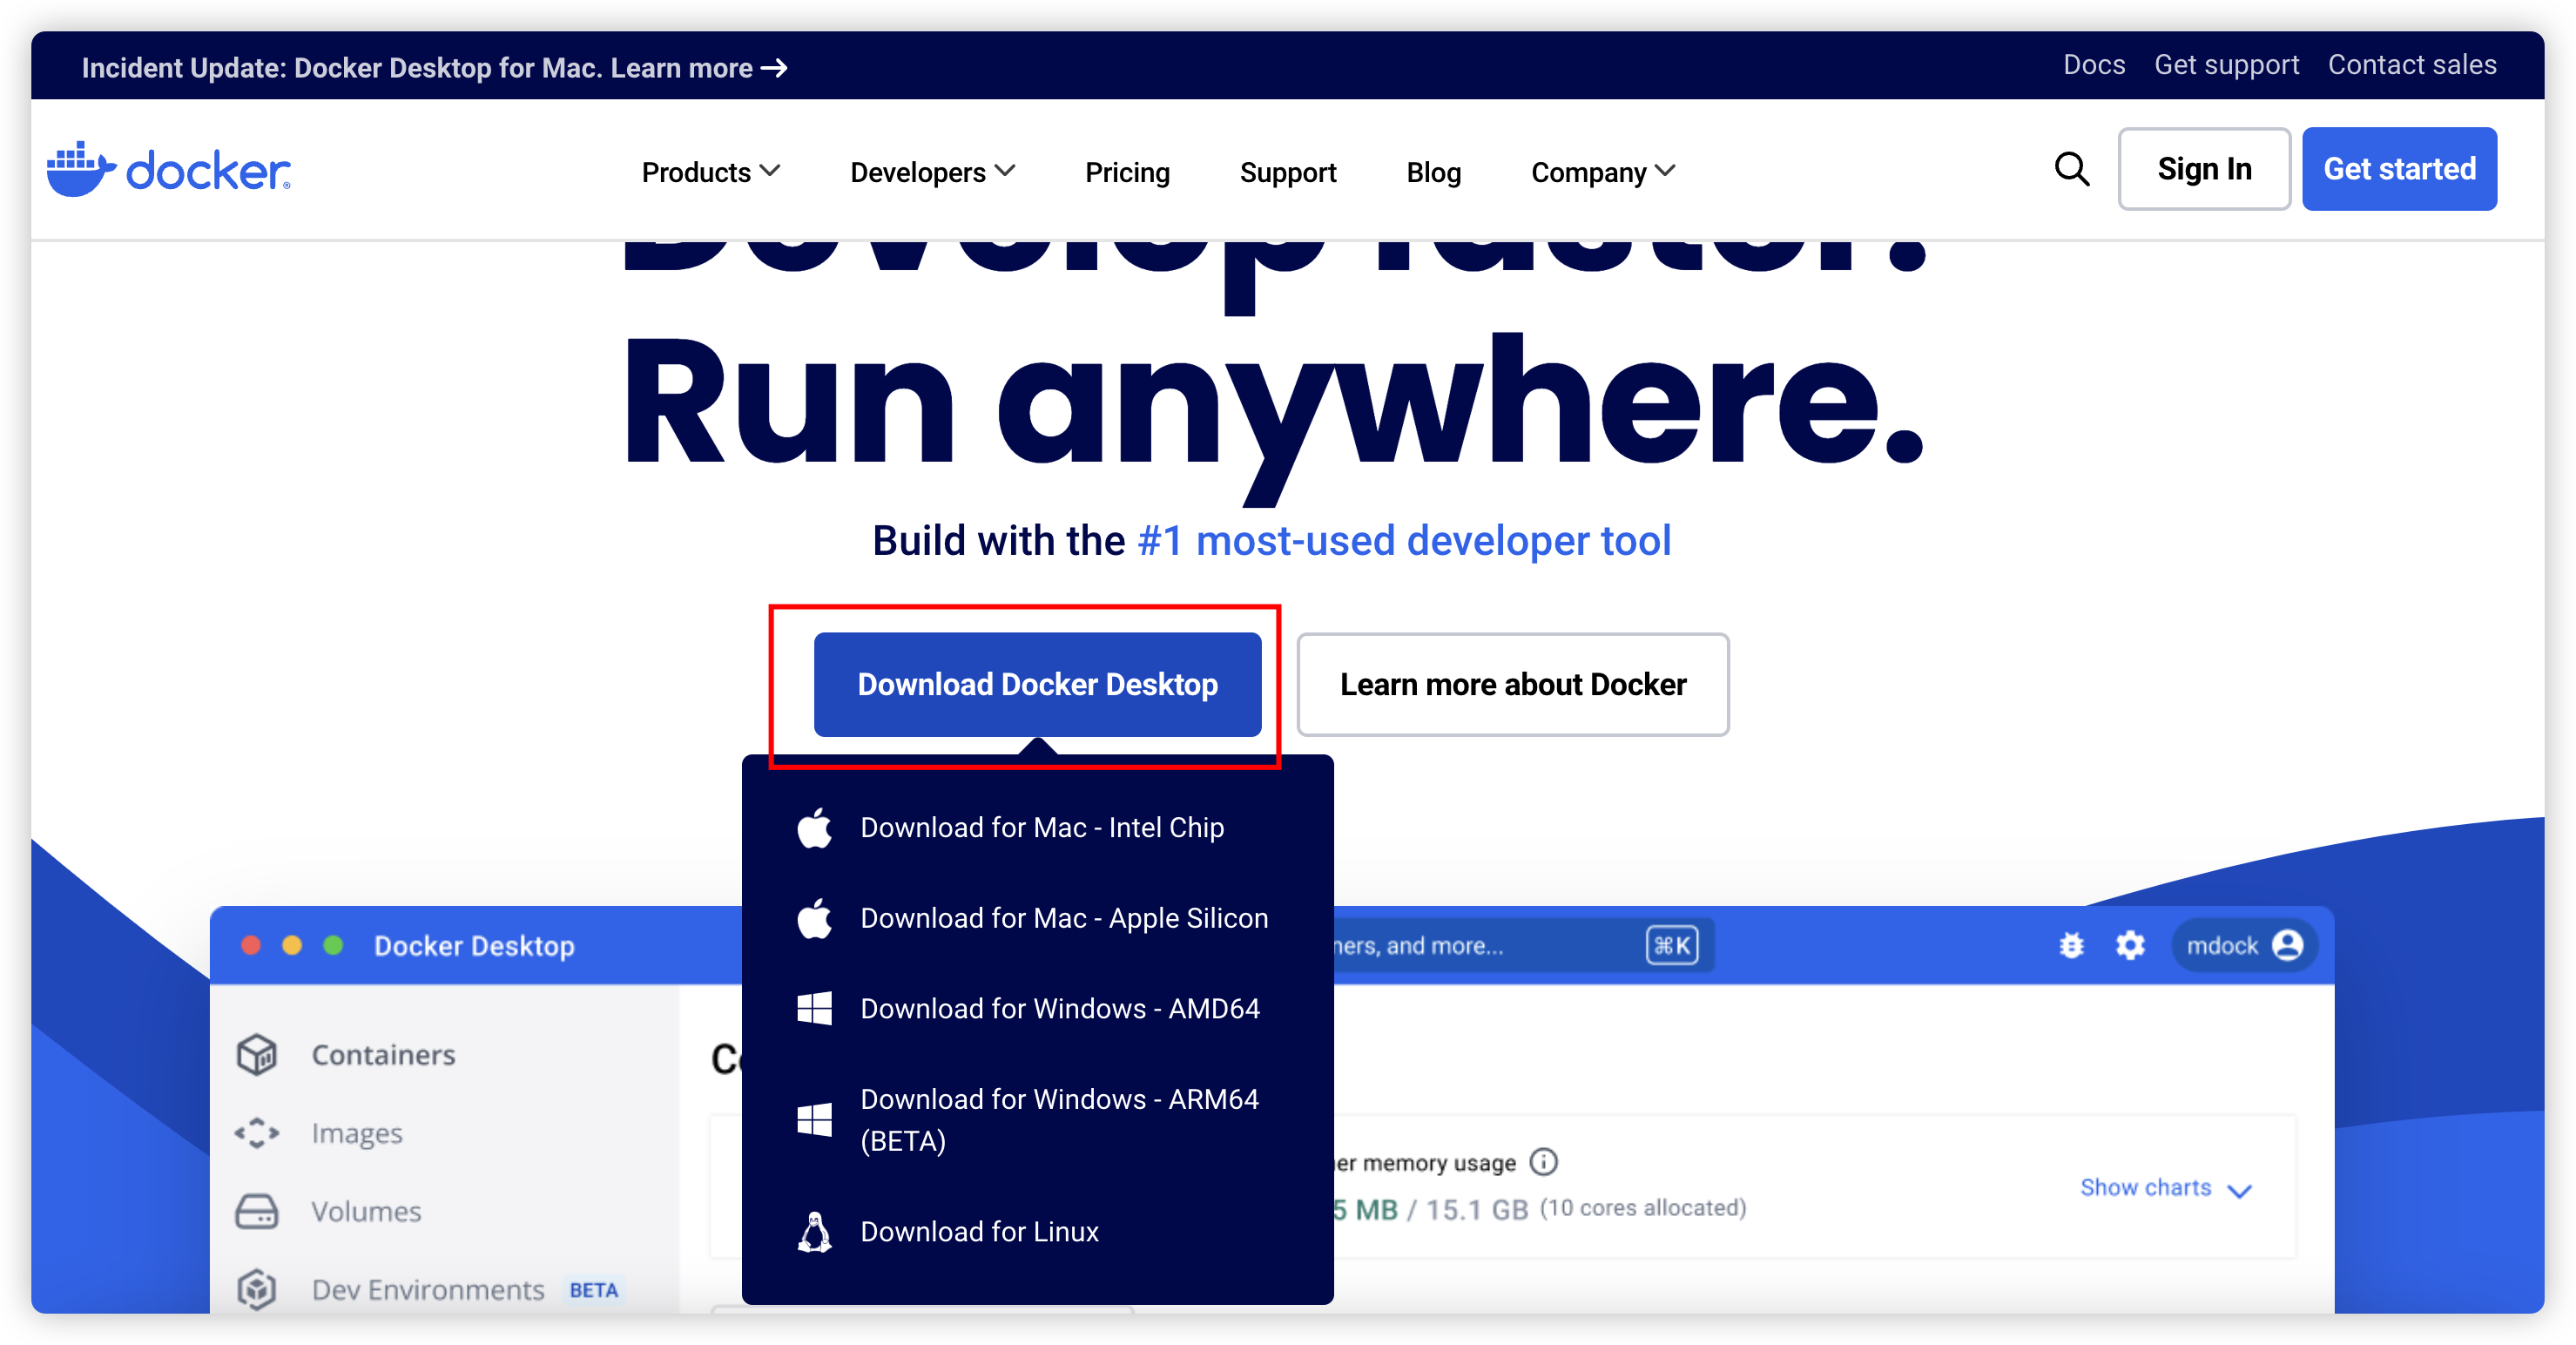 Incident Update: Docker Desktop for Mac. Learn more →
Docs Get support Contact sales
docker
Products Developers Pricing Support Blog Company
Sign In Get started
Develop faster.
Run anywhere.
Build with the #1 most-used developer tool
Download Docker Desktop
Learn more about Docker
Download for Mac - Intel Chip
Download for Mac - Apple Silicon
Download for Windows - AMD64
Download for Windows - ARM64
(BETA)
Download for Linux
Docker Desktop
ners, and more...
⌘K
mdock
Containers
Images
Volumes
Dev Environments BETA
er memory usage
5 MB / 15.1 GB (10 cores allocated)
Show charts